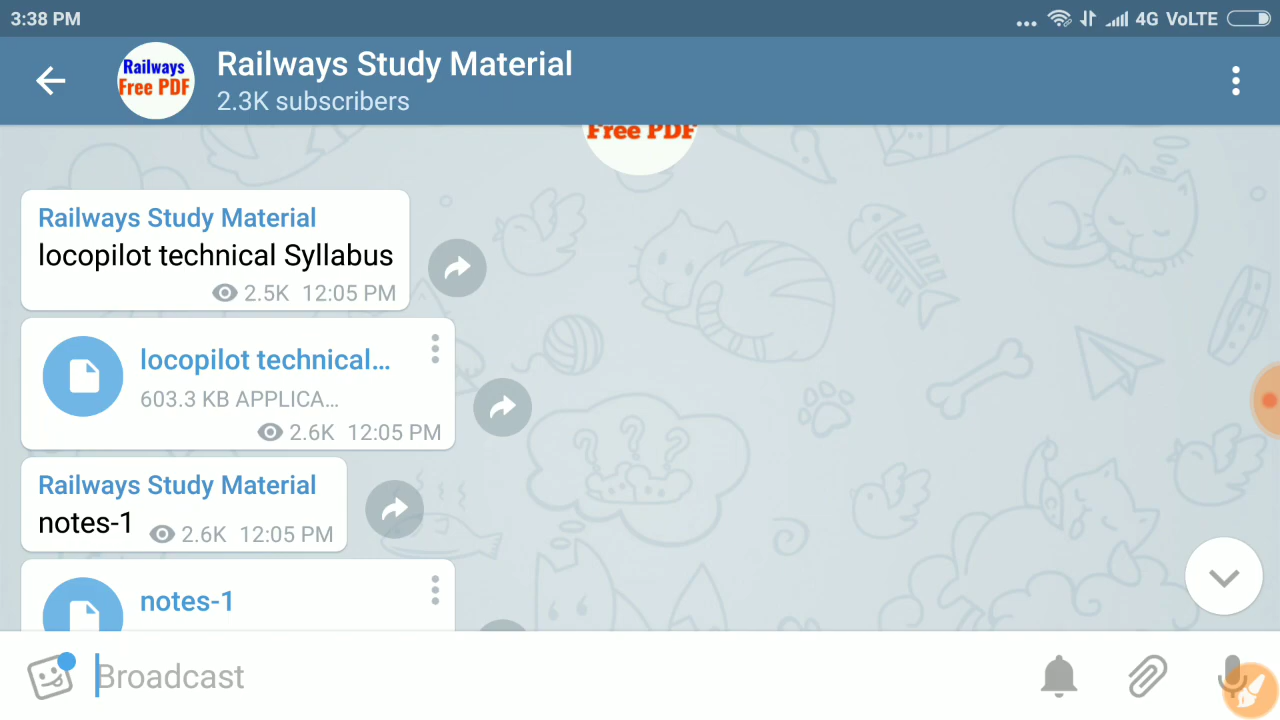 3:38 PM
4G VoLTE
Railways
Free PDF
Railways Study Material
2.3K subscribers
Free PDF
Railways Study Material
locopilot technical Syllabus
2.5K 12:05 PM
locopilot technical...
603.3 KB APPLICA...
2.6K 12:05 PM
Railways Study Material
notes-1
2.6K 12:05 PM
notes-1
Broadcast